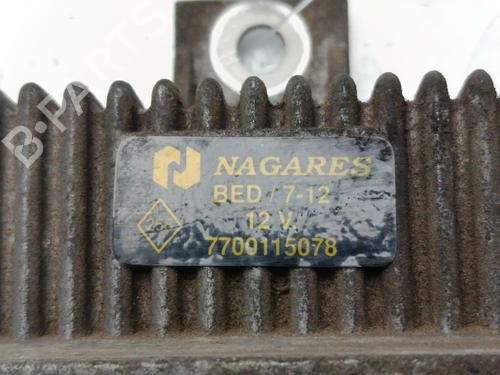 B-PARTS
NAGARES
BED / 7-12
12 V.
7700115078